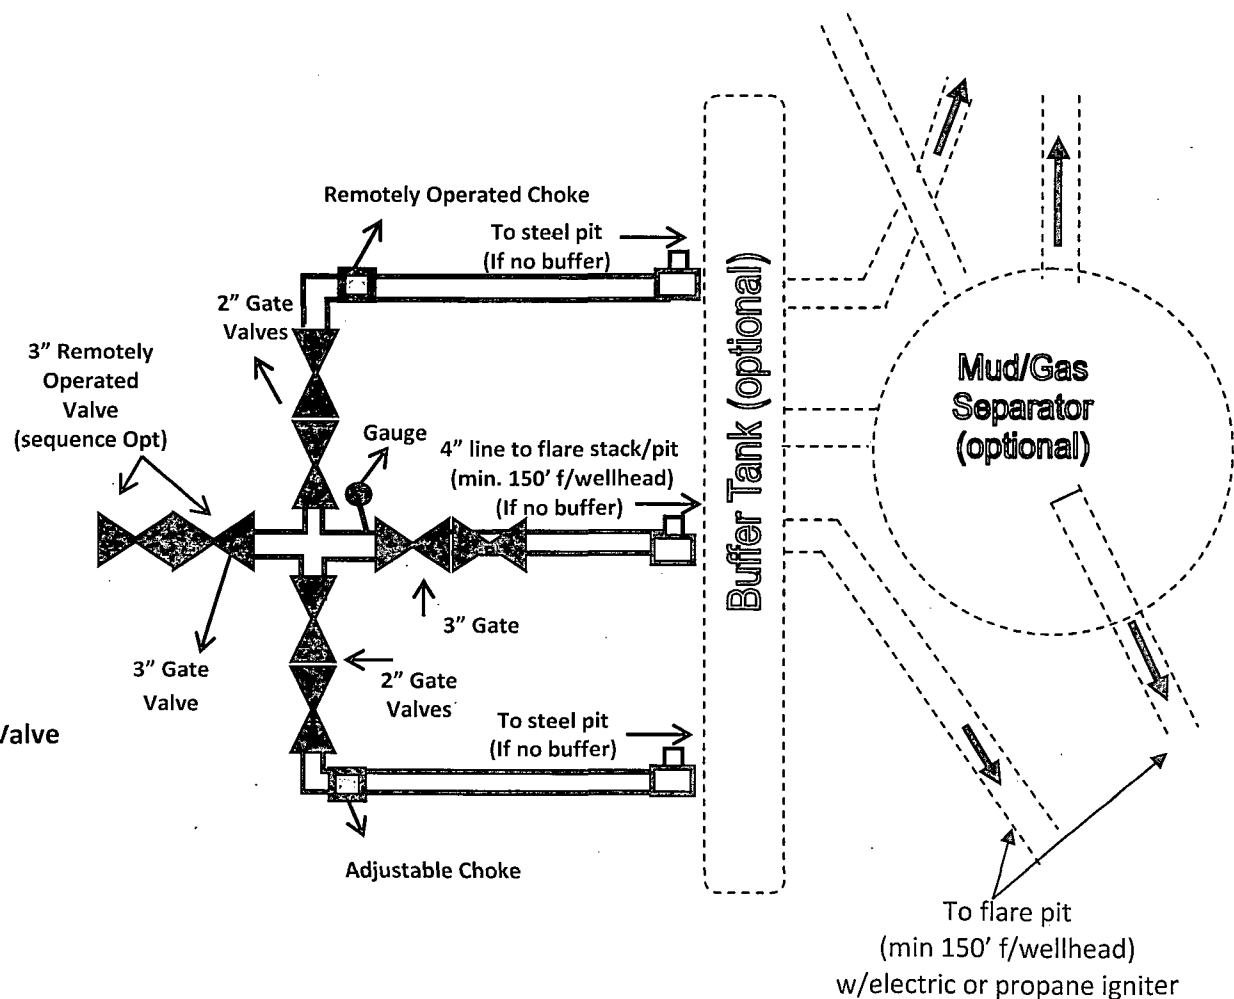 Remotely Operated Choke
To steel pit
(If no buffer)
2” Gate
Valves
3” Remotely
Operated
Valve
(sequence Opt)
Gauge
4” line to flare stack/pit
(min. 150’ f/wellhead)
(If no buffer)
3” Gate
3” Gate
Valve
2” Gate
Valves
Valve
To steel pit
(If no buffer)
Adjustable Choke
Buffer Tank (optional)
Mud/Gas
Separator
(optional)
To flare pit
(min 150’ f/wellhead)
w/electric or propane igniter